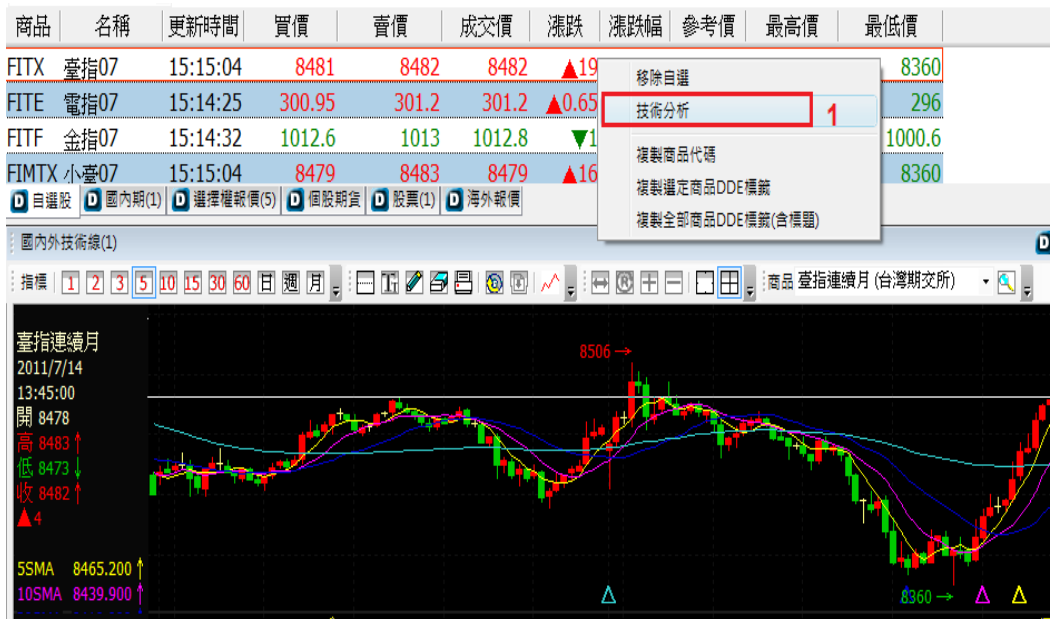 商品 名稱 更新時間 買價 賣價 成交價 漲跌 漲跌幅 參考價 最高價 最低價
FITX 臺指07 15:15:04 8481 8482 8482 ▲19 8360
FITE 電指07 15:14:25 300.95 301.2 301.2 ▲0.65 296
FITF 金指07 15:14:32 1012.6 1013 1012.8 ▼1 1000.6
FIMTX 小臺07 15:15:04 8479 8483 8479 ▲16 8360
移除自選
技術分析 1
複製商品代碼
複製選定商品DDE標籤
複製全部商品DDE標籤(含標題)
D 自選股 D 國內期(1) D 選擇權報價(5) D 個股期貨 D 股票(1) D 海外報價
國內外技術線(1) D
指標 1 2 3 5 10 15 30 60 日 週 月 商品 臺指連續月 (台灣期交所)
臺指連續月
2011/7/14
13:45:00
開 8478
高 8483 ↑
低 8473 ↓
收 8482 ↑
▲4
5SMA 8465.200 ↑
10SMA 8439.900 ↑
8506 →
8360 →